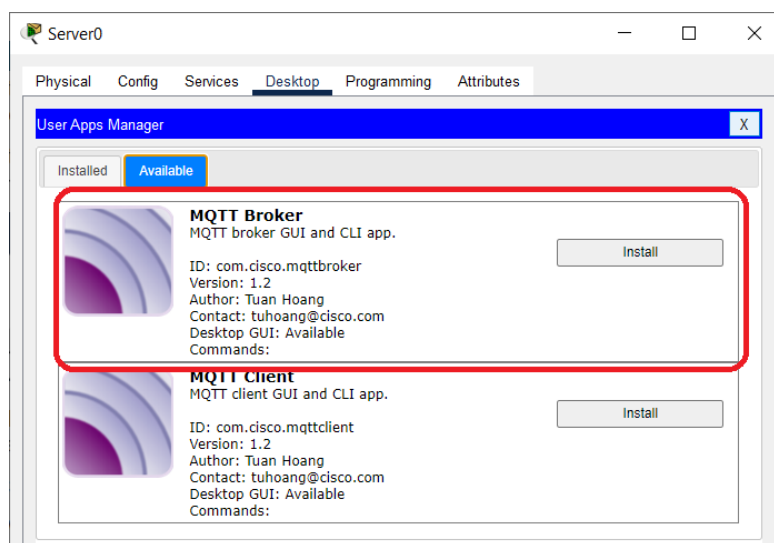 Server0
Physical Config Services Desktop Programming Attributes
User Apps Manager X
Installed Available
MQTT Broker
MQTT broker GUI and CLI app.
Install
ID: com.cisco.mqttbroker
Version: 1.2
Author: Tuan Hoang
Contact: tuhoang@cisco.com
Desktop GUI: Available
Commands:
MQTT Client
MQTT client GUI and CLI app.
Install
ID: com.cisco.mqttclient
Version: 1.2
Author: Tuan Hoang
Contact: tuhoang@cisco.com
Desktop GUI: Available
Commands: